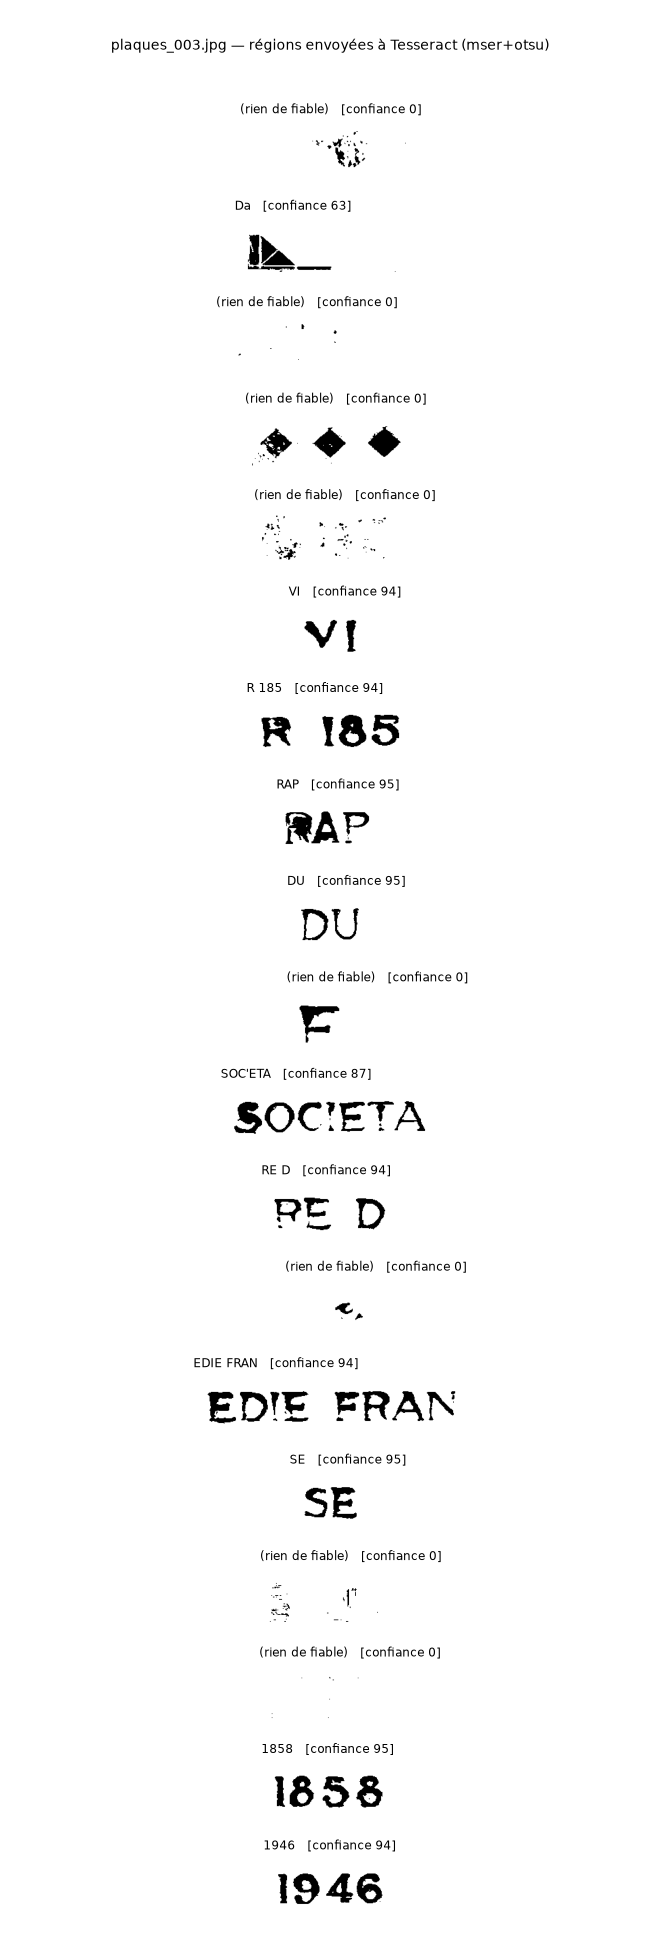 plaques_003.jpg — régions envoyées à Tesseract (mser+otsu)
(rien de fiable) [confiance 0]
Da [confiance 63]
(rien de fiable) [confiance 0]
(rien de fiable) [confiance 0]
(rien de fiable) [confiance 0]
VI [confiance 94]
VI
R 185 [confiance 94]
R 185
RAP [confiance 95]
RAP
DU [confiance 95]
DU
(rien de fiable) [confiance 0]
F
SOC'ETA [confiance 87]
SOCIETA
RE D [confiance 94]
RE D
(rien de fiable) [confiance 0]
EDIE FRAN [confiance 94]
EDIE FRAN
SE [confiance 95]
SE
(rien de fiable) [confiance 0]
(rien de fiable) [confiance 0]
1858 [confiance 95]
1858
1946 [confiance 94]
1946